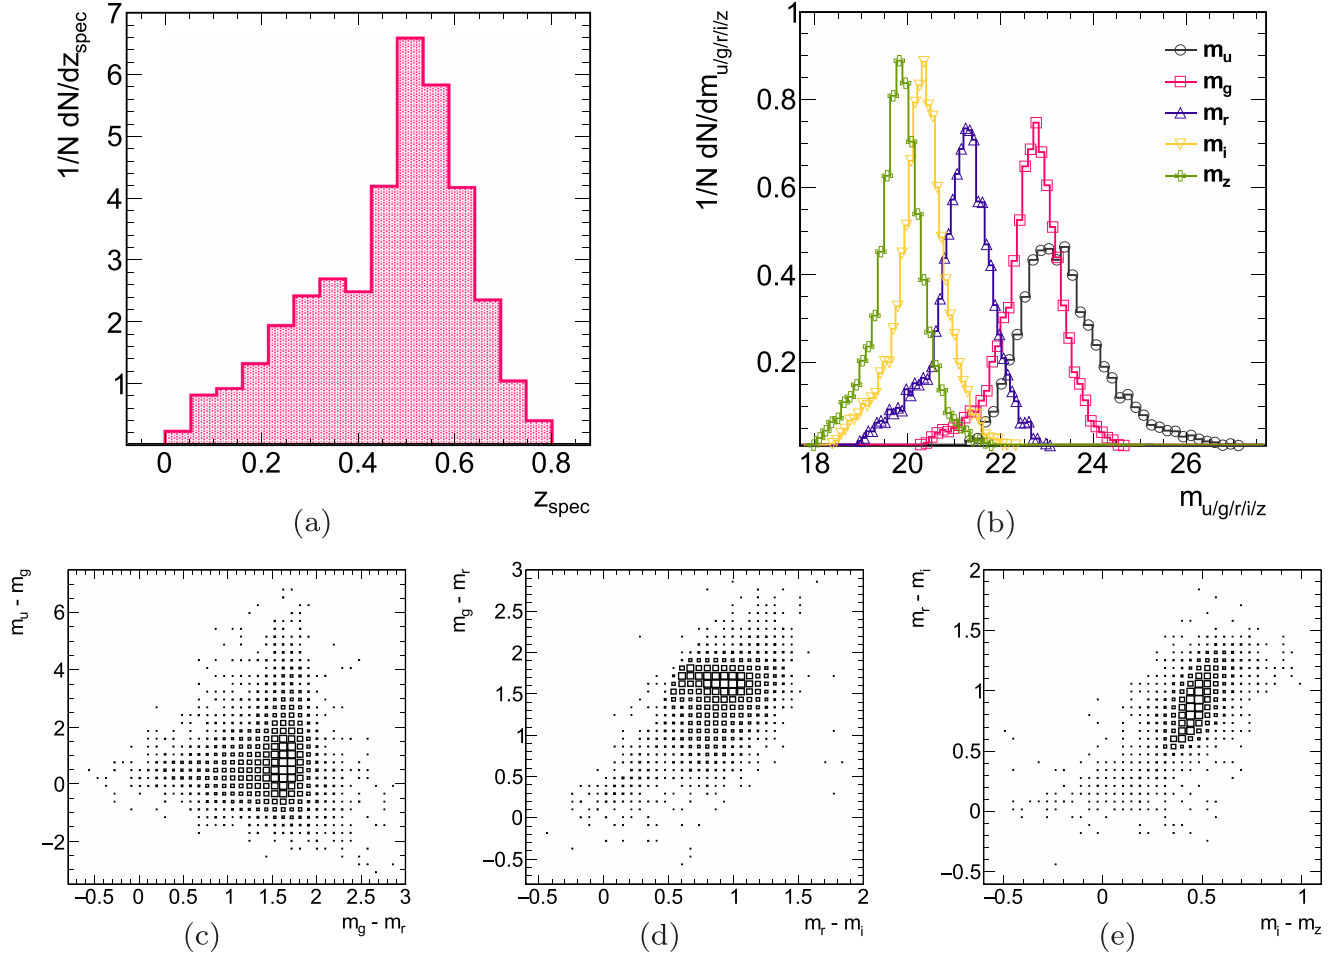 1/N dN/dz_spec
7
6
5
4
3
2
1
0 0.2 0.4 0.6 0.8
z_spec
(a)
1/N dN/dm_u/g/r/i/z
1
0.8
0.6
0.4
0.2
m_u
m_g
m_r
m_i
m_z
18 20 22 24 26
m_u/g/r/i/z
(b)
m_u - m_g
6
4
2
0
−2
−0.5 0 0.5 1 1.5 2 2.5 3
m_g - m_r
(c)
m_g - m_r
3
2.5
2
1.5
1
0.5
0
−0.5
0 0.5 1 1.5 2
m_r - m_i
(d)
m_r - m_i
2
1.5
1
0.5
0
−0.5
−0.5 0 0.5 1
m_i - m_z
(e)